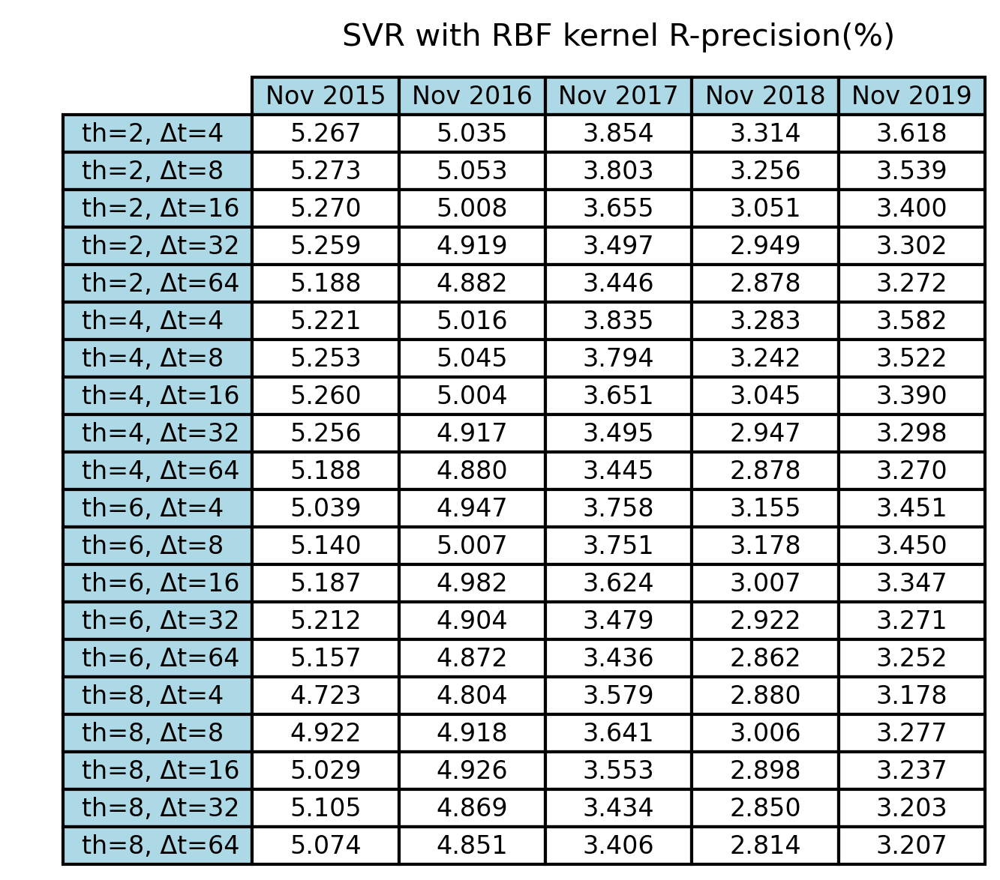 SVR with RBF kernel R-precision(%)
Nov 2015 Nov 2016 Nov 2017 Nov 2018 Nov 2019
th=2, Δt=4 5.267 5.035 3.854 3.314 3.618
th=2, Δt=8 5.273 5.053 3.803 3.256 3.539
th=2, Δt=16 5.270 5.008 3.655 3.051 3.400
th=2, Δt=32 5.259 4.919 3.497 2.949 3.302
th=2, Δt=64 5.188 4.882 3.446 2.878 3.272
th=4, Δt=4 5.221 5.016 3.835 3.283 3.582
th=4, Δt=8 5.253 5.045 3.794 3.242 3.522
th=4, Δt=16 5.260 5.004 3.651 3.045 3.390
th=4, Δt=32 5.256 4.917 3.495 2.947 3.298
th=4, Δt=64 5.188 4.880 3.445 2.878 3.270
th=6, Δt=4 5.039 4.947 3.758 3.155 3.451
th=6, Δt=8 5.140 5.007 3.751 3.178 3.450
th=6, Δt=16 5.187 4.982 3.624 3.007 3.347
th=6, Δt=32 5.212 4.904 3.479 2.922 3.271
th=6, Δt=64 5.157 4.872 3.436 2.862 3.252
th=8, Δt=4 4.723 4.804 3.579 2.880 3.178
th=8, Δt=8 4.922 4.918 3.641 3.006 3.277
th=8, Δt=16 5.029 4.926 3.553 2.898 3.237
th=8, Δt=32 5.105 4.869 3.434 2.850 3.203
th=8, Δt=64 5.074 4.851 3.406 2.814 3.207